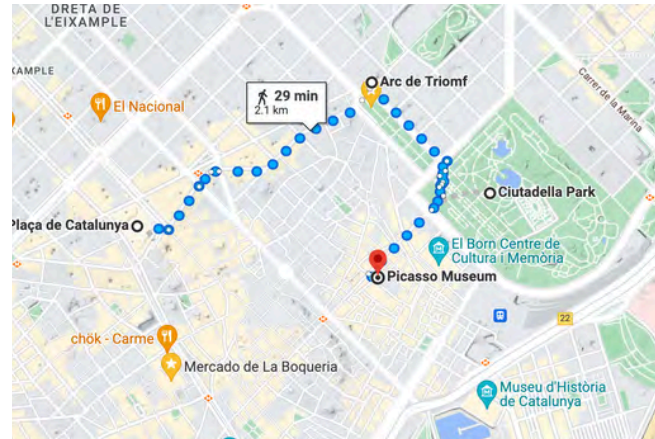 DRETA DE
L'EIXAMPLE
XAMPLE
El Nacional
29 min
2.1 km
Arc de Triomf
Carrer de la Marina
Plaça de Catalunya
Ciutadella Park
El Born Centre de
Cultura i Memòria
Picasso Museum
22
chök - Carme
Mercado de La Boqueria
Museu d'Història
de Catalunya